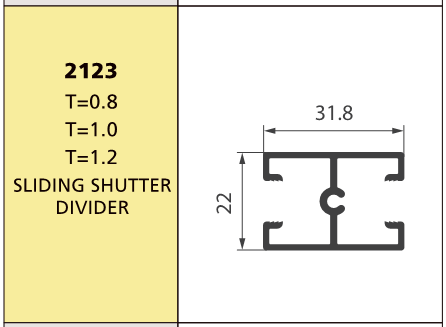 2123
T=0.8
T=1.0
T=1.2
SLIDING SHUTTER
DIVIDER
31.8
22